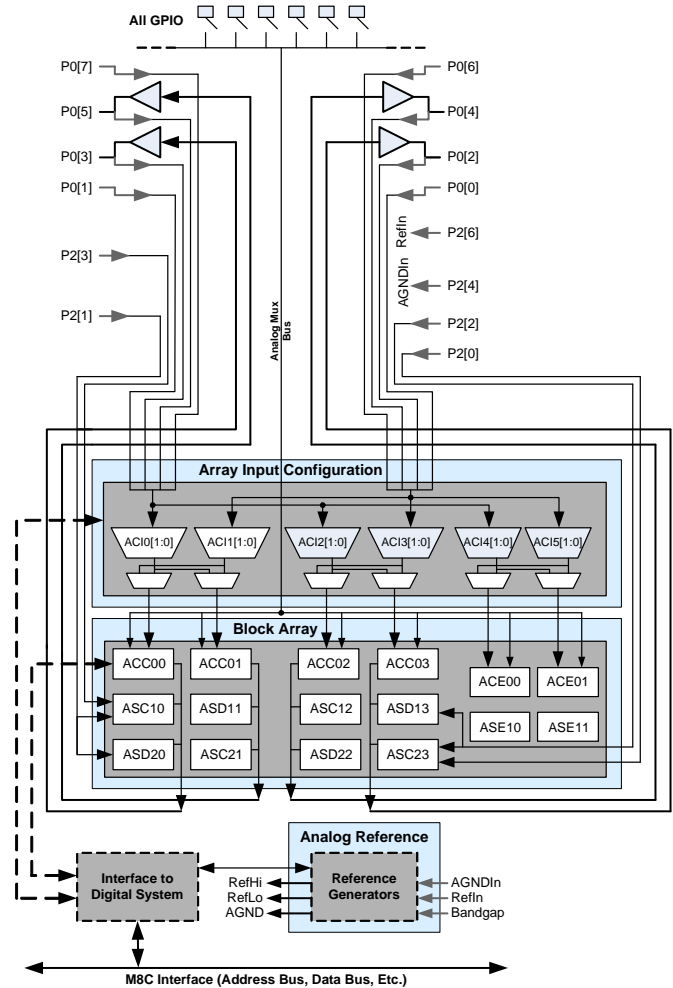 All GPIO
P0[7]
P0[6]
P0[5]
P0[4]
P0[3]
P0[2]
P0[1]
P0[0]
RefIn
P2[6]
P2[3]
AGNDIn
P2[4]
P2[1]
Analog Mux
Bus
P2[2]
P2[0]
Array Input Configuration
ACI0[1:0] ACI1[1:0] ACI2[1:0] ACI3[1:0] ACI4[1:0] ACI5[1:0]
Block Array
ACC00 ACC01 ACC02 ACC03
ACE00 ACE01
ASC10 ASD11 ASC12 ASD13
ASE10 ASE11
ASD20 ASC21 ASD22 ASC23
Analog Reference
Interface to
Digital System
RefHi
RefLo
AGND
Reference
Generators
AGNDIn
RefIn
Bandgap
M8C Interface (Address Bus, Data Bus, Etc.)